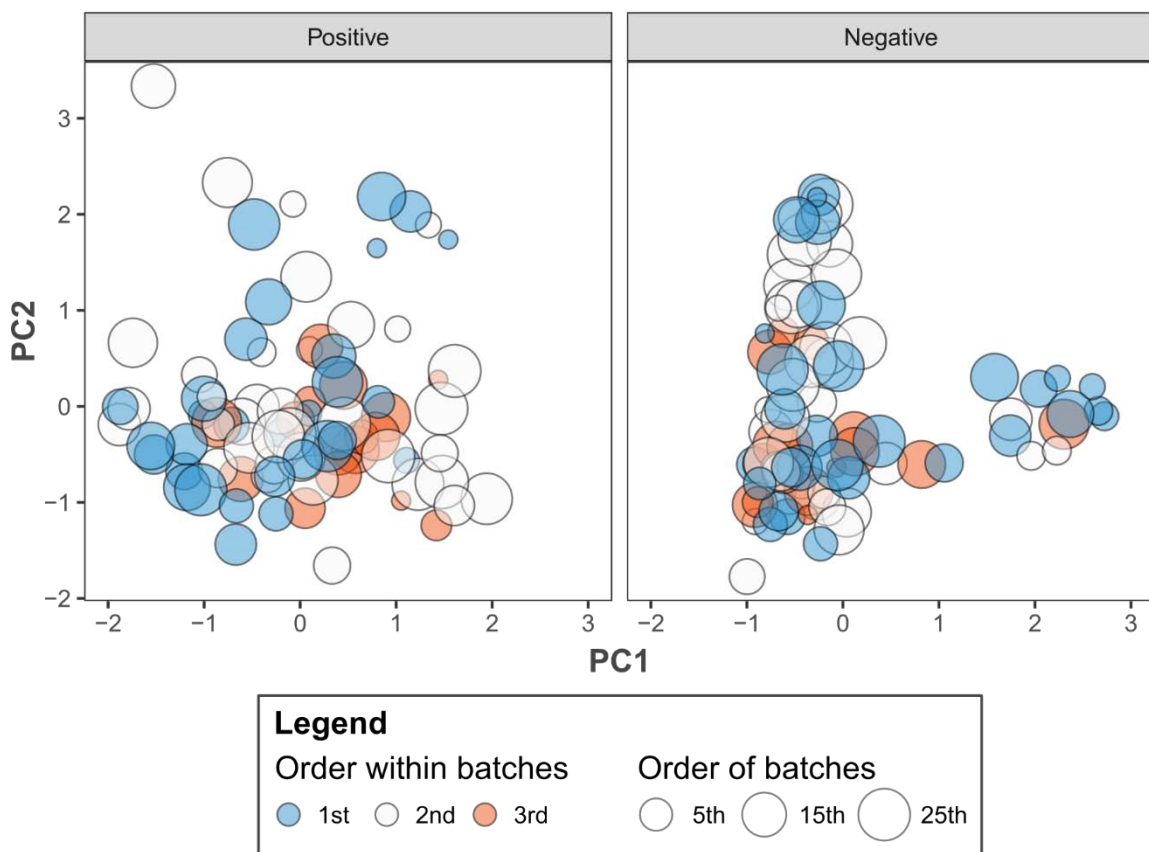 Positive Negative
3
2
1
0
−1
−2
PC2
−2 −1 0 1 2 3 −2 −1 0 1 2 3
PC1
Legend
Order within batches Order of batches
1st 2nd 3rd 5th 15th 25th